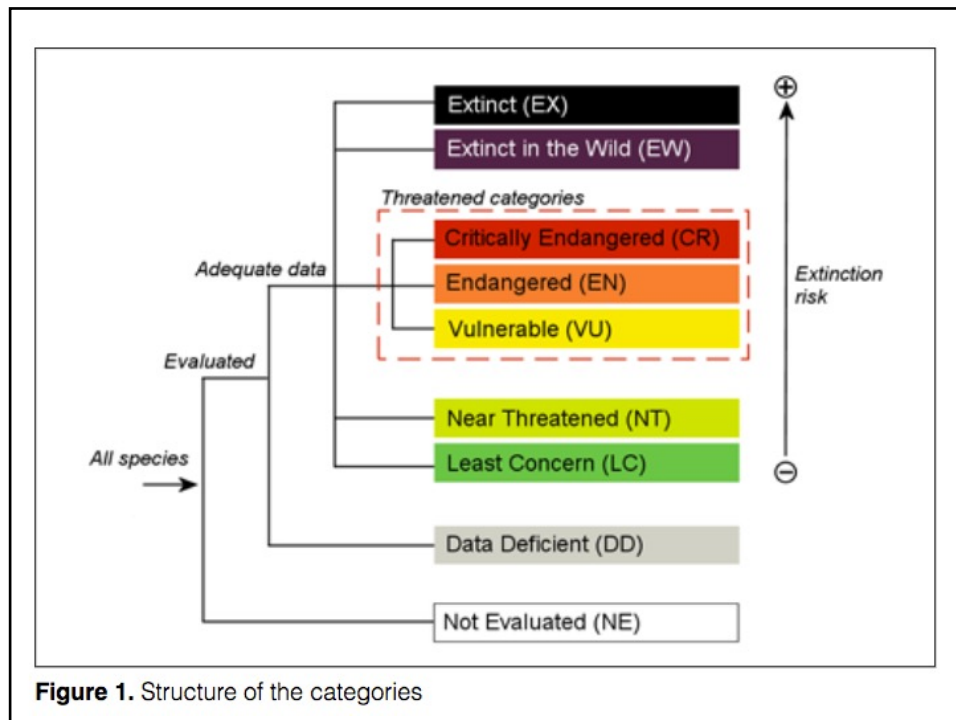 Extinct (EX)
Extinct in the Wild (EW)
Threatened categories
Critically Endangered (CR)
Adequate data
Endangered (EN)
Extinction
risk
Vulnerable (VU)
Evaluated
Near Threatened (NT)
All species
Least Concern (LC)
Data Deficient (DD)
Not Evaluated (NE)
Figure 1. Structure of the categories